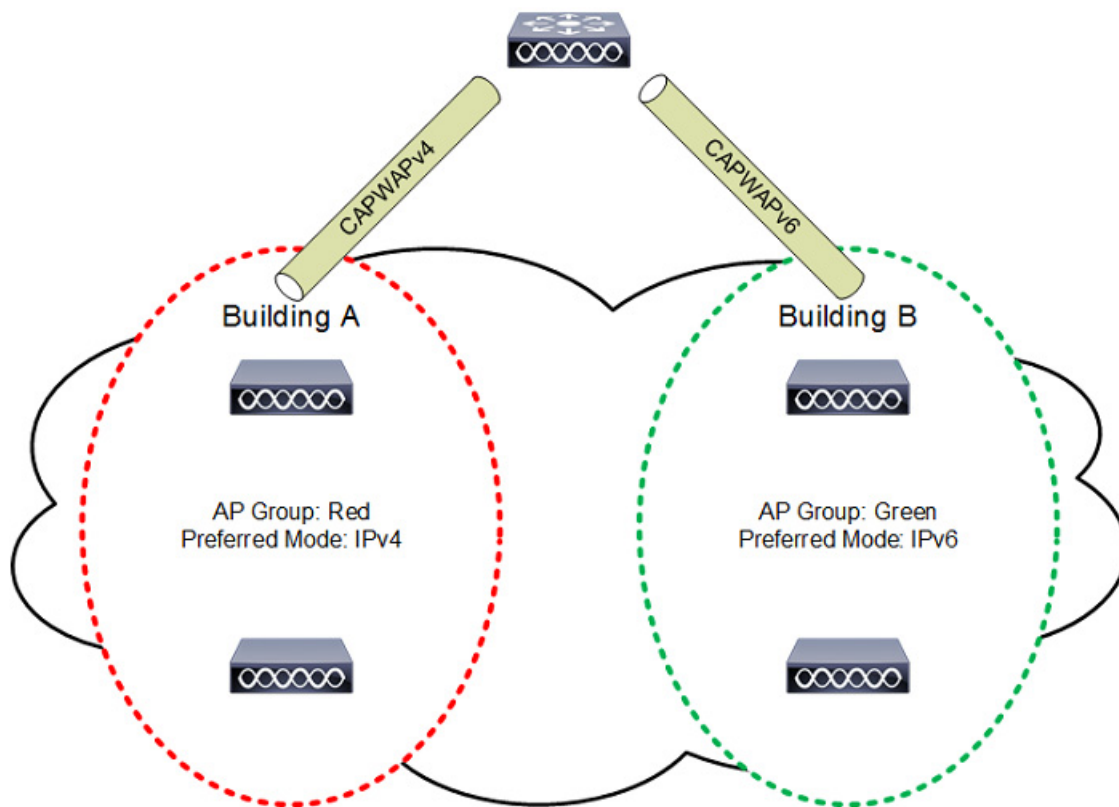 CAPWAPv4
CAPWAPv6
Building A
Building B
AP Group: Red
Preferred Mode: IPv4
AP Group: Green
Preferred Mode: IPv6